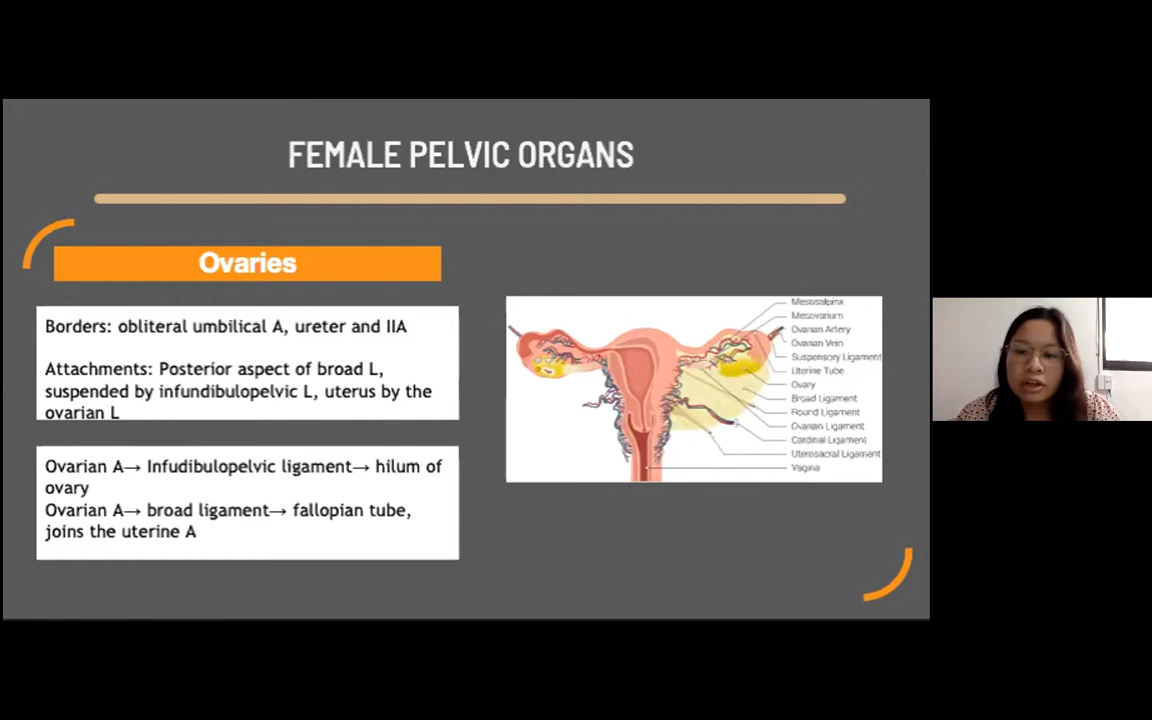 FEMALE PELVIC ORGANS
Ovaries
Borders: obliteral umbilical A, ureter and IIA
Attachments: Posterior aspect of broad L,
suspended by infundibulopelvic L, uterus by the
ovarian L
Ovarian A→ Infudibulopelvic ligament→ hilum of
ovary
Ovarian A→ broad ligament→ fallopian tube,
joins the uterine A
Mesosalpinx
Mesovarium
Ovarian Artery
Ovarian Vein
Suspensory Ligament
Uterine Tube
Ovary
Broad Ligament
Round Ligament
Ovarian Ligament
Cardinal Ligament
Uterosacral Ligament
Vagina